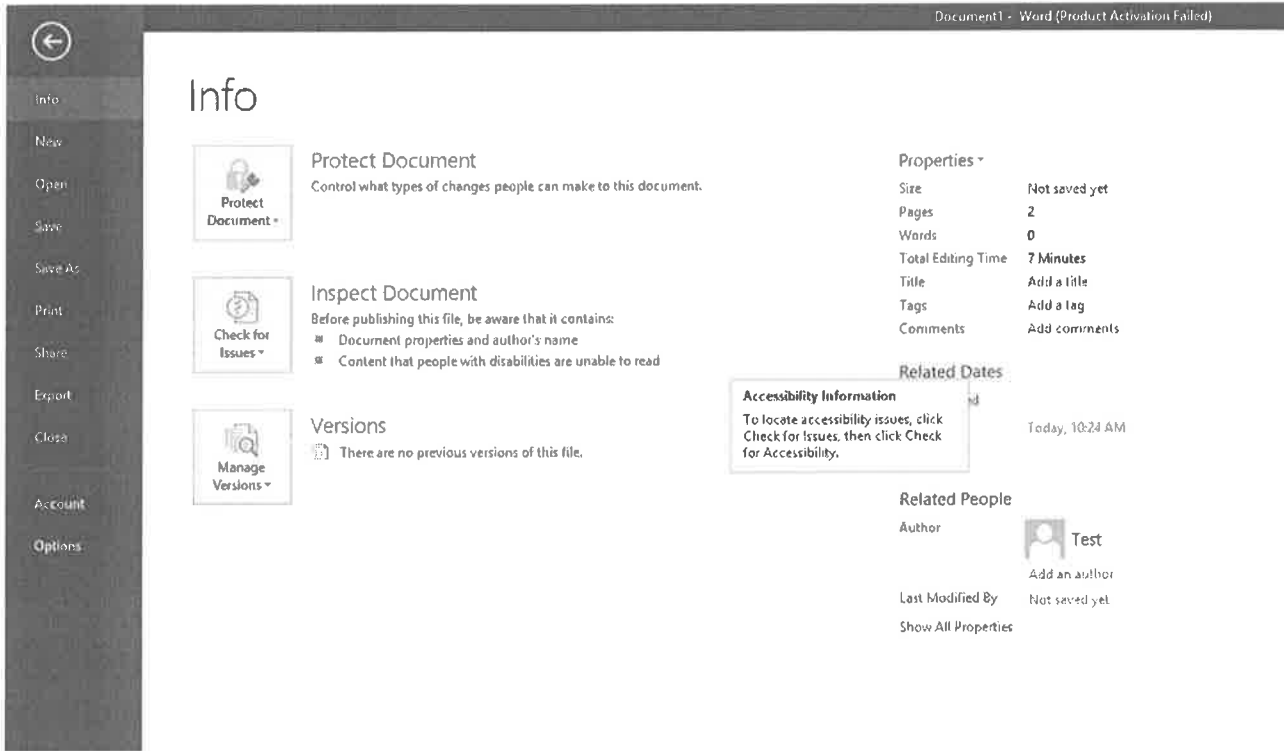 Document1 - Word (Product Activation Failed)
Info
New
Open
Save
Save As
Print
Share
Export
Close
Account
Options
Info
Protect Document
Protect Document
Control what types of changes people can make to this document.
Check for Issues
Inspect Document
Before publishing this file, be aware that it contains:
Document properties and author's name
Content that people with disabilities are unable to read
Manage Versions
Versions
There are no previous versions of this file.
Properties
Size Not saved yet
Pages 2
Words 0
Total Editing Time 7 Minutes
Title Add a title
Tags Add a tag
Comments Add comments
Related Dates
Today, 10:24 AM
Accessibility Information
To locate accessibility issues, click
Check for Issues, then click Check
for Accessibility.
Related People
Author Test
Add an author
Last Modified By Not saved yet
Show All Properties